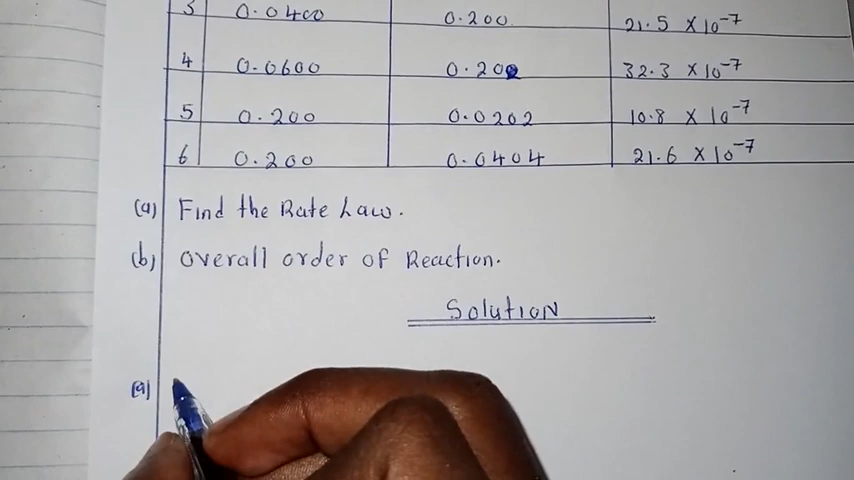 3 0.0400 0.200 21.5 × 10⁻⁷
4 0.0600 0.200 32.3 × 10⁻⁷
5 0.200 0.0202 10.8 × 10⁻⁷
6 0.200 0.0404 21.6 × 10⁻⁷
(a) Find the Rate Law.
(b) Overall order of Reaction.
Solution
(a)